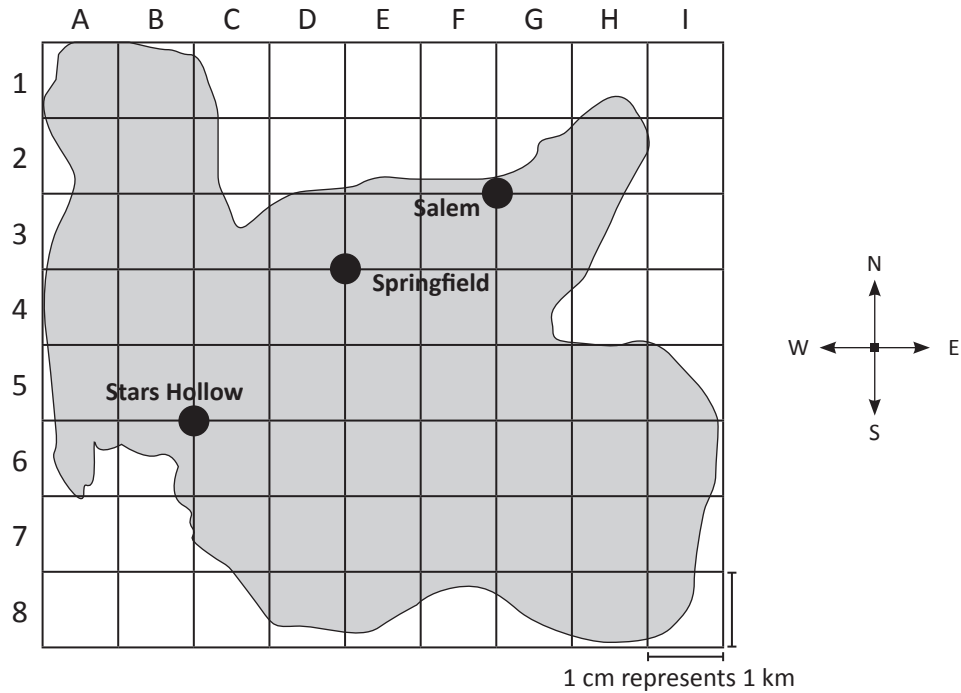 A B C D E F G H I
1
2
Salem
3
N
Springfield
4
W E
5
Stars Hollow
S
6
7
8
1 cm represents 1 km